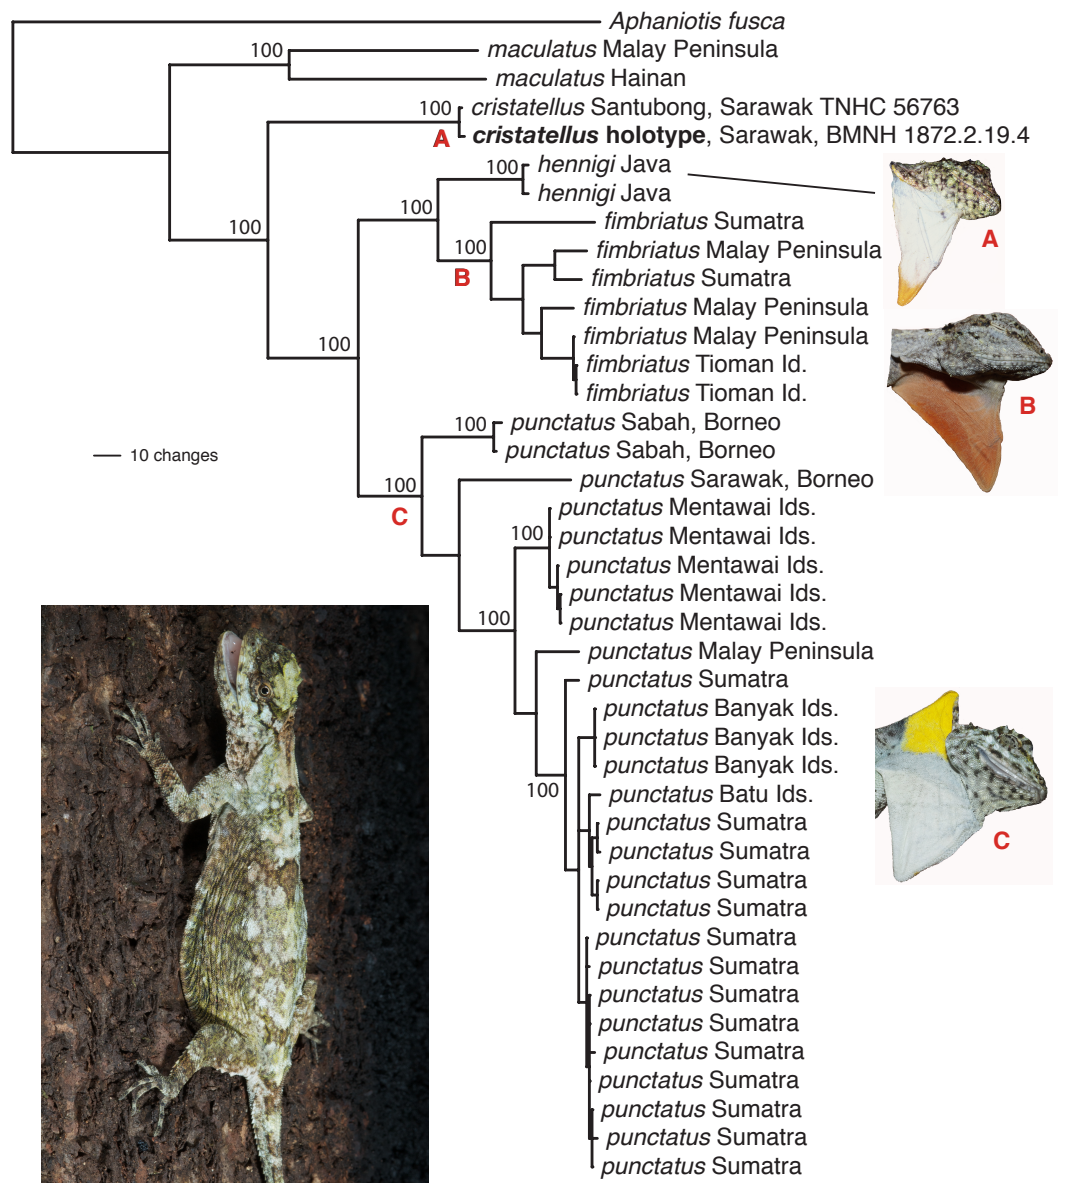 Aphaniotis fusca
100
maculatus Malay Peninsula
maculatus Hainan
100
cristatellus Santubong, Sarawak TNHC 56763
A
cristatellus holotype, Sarawak, BMNH 1872.2.19.4
100
hennigi Java
hennigi Java
A
100
100
fimbriatus Sumatra
100
B
fimbriatus Malay Peninsula
fimbriatus Sumatra
fimbriatus Malay Peninsula
100
fimbriatus Malay Peninsula
fimbriatus Tioman Id.
fimbriatus Tioman Id.
B
100
punctatus Sabah, Borneo
punctatus Sabah, Borneo
10 changes
100
C
punctatus Sarawak, Borneo
punctatus Mentawai Ids.
100
punctatus Mentawai Ids.
punctatus Mentawai Ids.
punctatus Mentawai Ids.
punctatus Mentawai Ids.
100
punctatus Malay Peninsula
punctatus Sumatra
punctatus Banyak Ids.
punctatus Banyak Ids.
punctatus Banyak Ids.
100
punctatus Batu Ids.
punctatus Sumatra
punctatus Sumatra
C
punctatus Sumatra
punctatus Sumatra
punctatus Sumatra
punctatus Sumatra
punctatus Sumatra
punctatus Sumatra
punctatus Sumatra
punctatus Sumatra
punctatus Sumatra
punctatus Sumatra
punctatus Sumatra